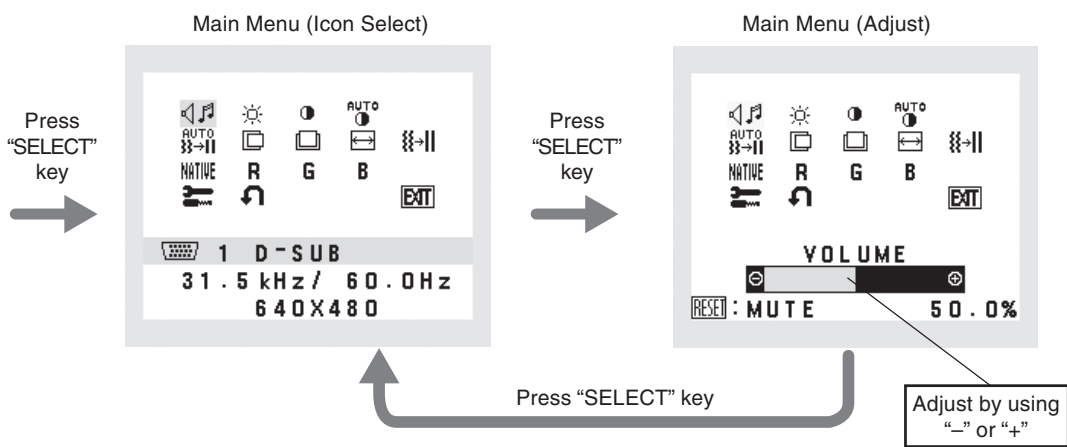 Main Menu (Icon Select)
Press
“SELECT”
key
AUTO
AUTO
NATIVE R G B
EXIT
1 D-SUB
31.5 kHz/ 60.0Hz
640X480
Main Menu (Adjust)
Press
“SELECT”
key
AUTO
AUTO
NATIVE R G B
EXIT
VOLUME
RESET: MUTE 50.0%
Press “SELECT” key
Adjust by using
“–” or “+”